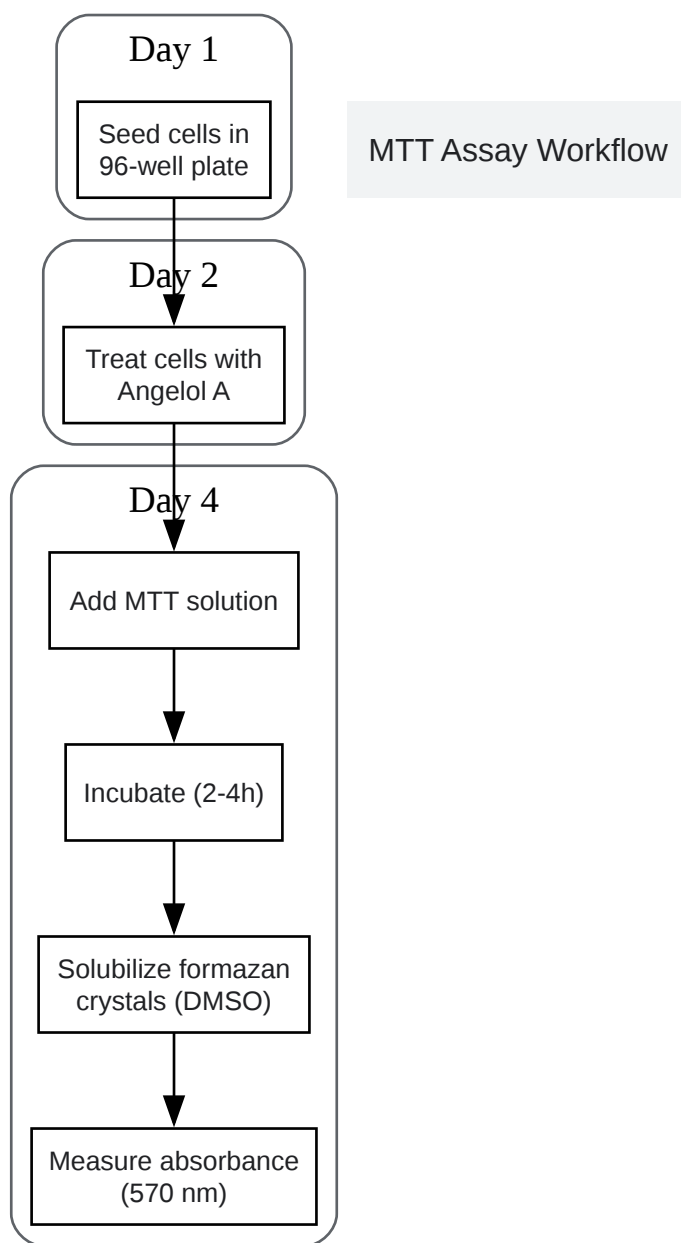 Day 1
Seed cells in
96-well plate
MTT Assay Workflow
Day 2
Treat cells with
Angelol A
Day 4
Add MTT solution
Incubate (2-4h)
Solubilize formazan
crystals (DMSO)
Measure absorbance
(570 nm)